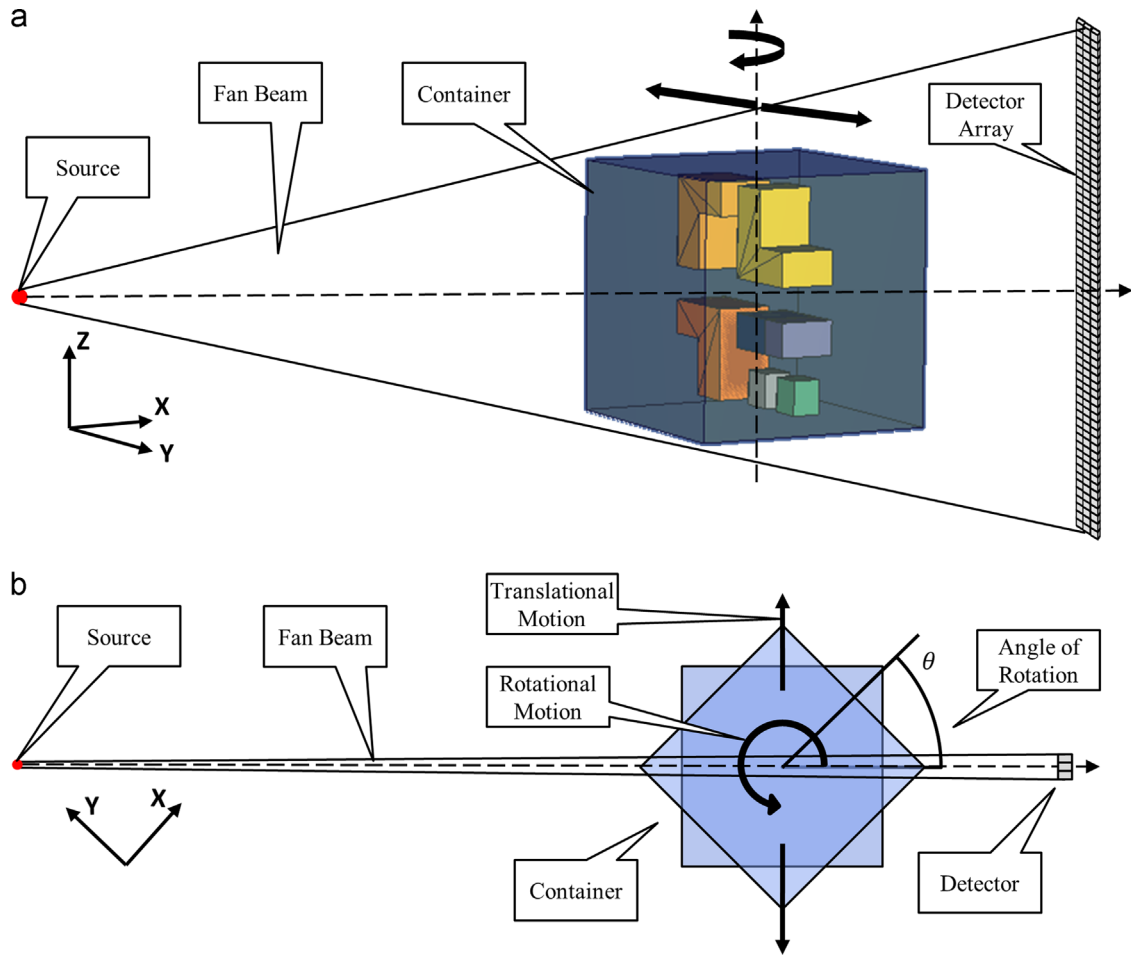 a
Source
Fan Beam
Container
Detector
Array
Z
X
Y
b
Source
Fan Beam
Translational
Motion
Rotational
Motion
θ
Angle of
Rotation
Y
X
Container
Detector